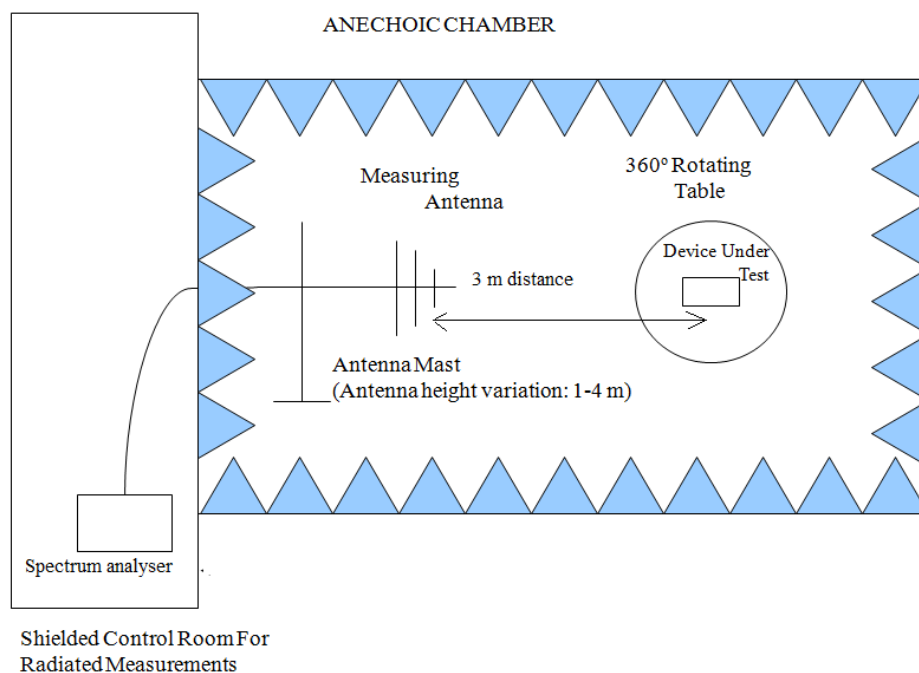 ANECHOIC CHAMBER
Measuring
Antenna
360º Rotating
Table
Device Under
Test
3 m distance
Antenna Mast
(Antenna height variation: 1-4 m)
Spectrum analyser
Shielded Control Room For
Radiated Measurements